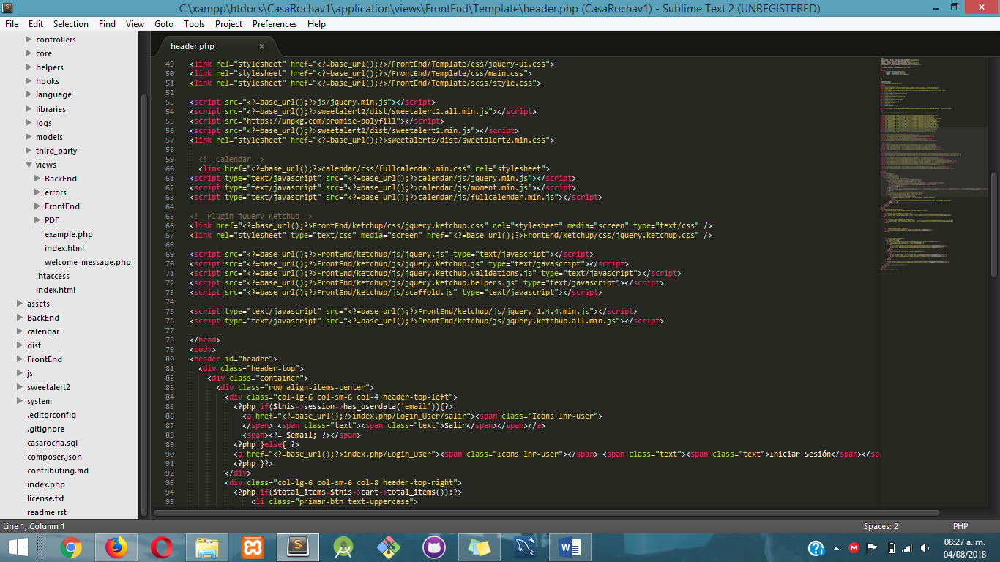 C:\xampp\htdocs\CasaRochav1\application\views\FrontEnd\Template\header.php (CasaRochav1) - Sublime Text 2 (UNREGISTERED)
File Edit Selection Find View Goto Tools Project Preferences Help
controllers
core
helpers
hooks
language
libraries
logs
models
third_party
views
BackEnd
errors
FrontEnd
PDF
example.php
index.html
welcome_message.php
.htaccess
index.html
assets
BackEnd
calendar
dist
FrontEnd
js
sweetalert2
system
.editorconfig
.gitignore
casarocha.sql
composer.json
contributing.md
index.php
license.txt
readme.rst
header.php ×
49 <link rel="stylesheet" href="<?=base_url();?>/FrontEnd/Template/css/jquery-ui.css">
50 <link rel="stylesheet" href="<?=base_url();?>/FrontEnd/Template/css/main.css">
51 <link rel="stylesheet" href="<?=base_url();?>/FrontEnd/Template/scss/style.css">
52
53 <script src="<?=base_url();?>js/jquery.min.js"></script>
54 <script src="<?=base_url();?>sweetalert2/dist/sweetalert2.all.min.js"></script>
55 <script src="https://unpkg.com/promise-polyfill"></script>
56 <script src="<?=base_url();?>sweetalert2/dist/sweetalert2.min.js"></script>
57 <link rel="stylesheet" href="<?=base_url();?>sweetalert2/dist/sweetalert2.min.css">
58
59 <!--Calendar-->
60 <link href="<?=base_url();?>calendar/css/fullcalendar.min.css" rel="stylesheet">
61 <script type="text/javascript" src="<?=base_url();?>calendar/js/jquery.min.js"></script>
62 <script type="text/javascript" src="<?=base_url();?>calendar/js/moment.min.js"></script>
63 <script type="text/javascript" src="<?=base_url();?>calendar/js/fullcalendar.min.js"></script>
64
65 <!--Plugin jQuery Ketchup-->
66 <link href="<?=base_url();?>FrontEnd/ketchup/css/jquery.ketchup.css" rel="stylesheet" media="screen" type="text/css" />
67 <link rel="stylesheet" type="text/css" media="screen" href="<?=base_url();?>FrontEnd/ketchup/css/jquery.ketchup.css" />
68
69 <script src="<?=base_url();?>FrontEnd/ketchup/js/jquery.js" type="text/javascript"></script>
70 <script src="<?=base_url();?>FrontEnd/ketchup/js/jquery.ketchup.js" type="text/javascript"></script>
71 <script src="<?=base_url();?>FrontEnd/ketchup/js/jquery.ketchup.validations.js" type="text/javascript"></script>
72 <script src="<?=base_url();?>FrontEnd/ketchup/js/jquery.ketchup.helpers.js" type="text/javascript"></script>
73 <script src="<?=base_url();?>FrontEnd/ketchup/js/scaffold.js" type="text/javascript"></script>
74
75 <script type="text/javascript" src="<?=base_url();?>FrontEnd/ketchup/js/jquery-1.4.4.min.js"></script>
76 <script type="text/javascript" src="<?=base_url();?>FrontEnd/ketchup/js/jquery.ketchup.all.min.js"></script>
77
78 </head>
79 <body>
80 <header id="header">
81 <div class="header-top">
82 <div class="container">
83 <div class="row align-items-center">
84 <div class="col-lg-6 col-sm-6 col-4 header-top-left">
85 <?php if($this->session->has_userdata('email')){?>
86 <a href="<?=base_url();?>index.php/Login_User/salir"><span class="Icons lnr-user">
87 </span> <span class="text"><span class="text">Salir</span></span></a>
88 <span><?= $email; ?></span>
89 <?php }else{ ?>
90 <a href="<?=base_url();?>index.php/Login_User"><span class="Icons lnr-user"></span> <span class="text"><span class="text">Iniciar Sesión</span></sp
91 <?php }?>
92 </div>
93 <div class="col-lg-6 col-sm-6 col-8 header-top-right">
94 <?php if($total_items=$this->cart->total_items()):?>
95 <li class="primar-btn text-uppercase">
Line 1, Column 1 Spaces: 2 PHP
08:27 a. m.
04/08/2018